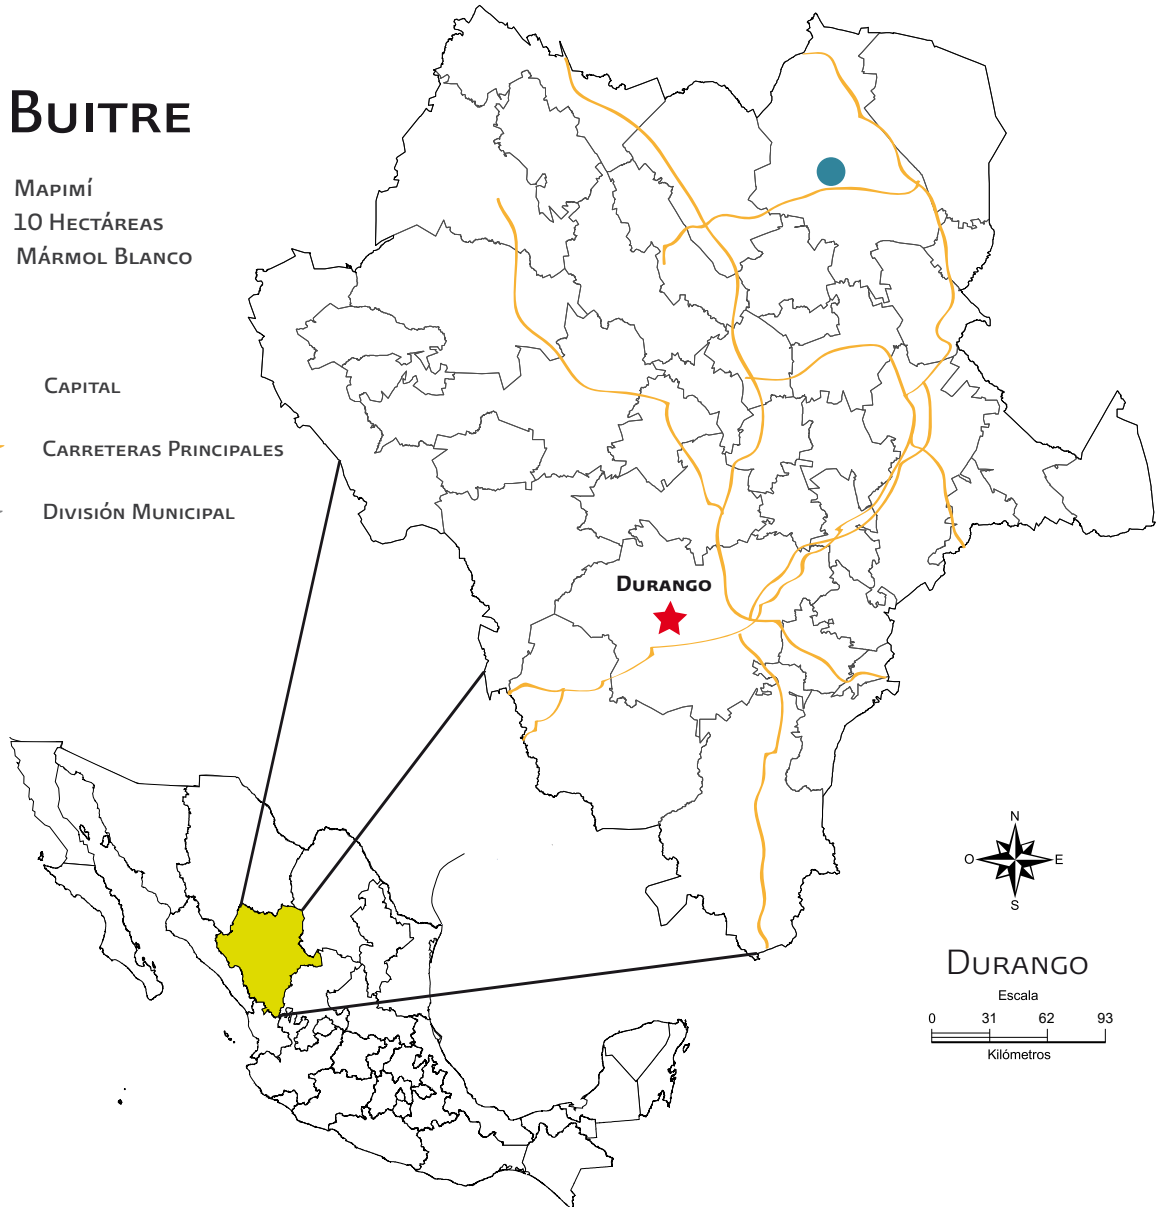 Buitre
Mapimí
10 Hectáreas
Mármol Blanco
Capital
Carreteras Principales
División Municipal
Durango
N
O
E
S
Durango
Escala
0 31 62 93
Kilómetros